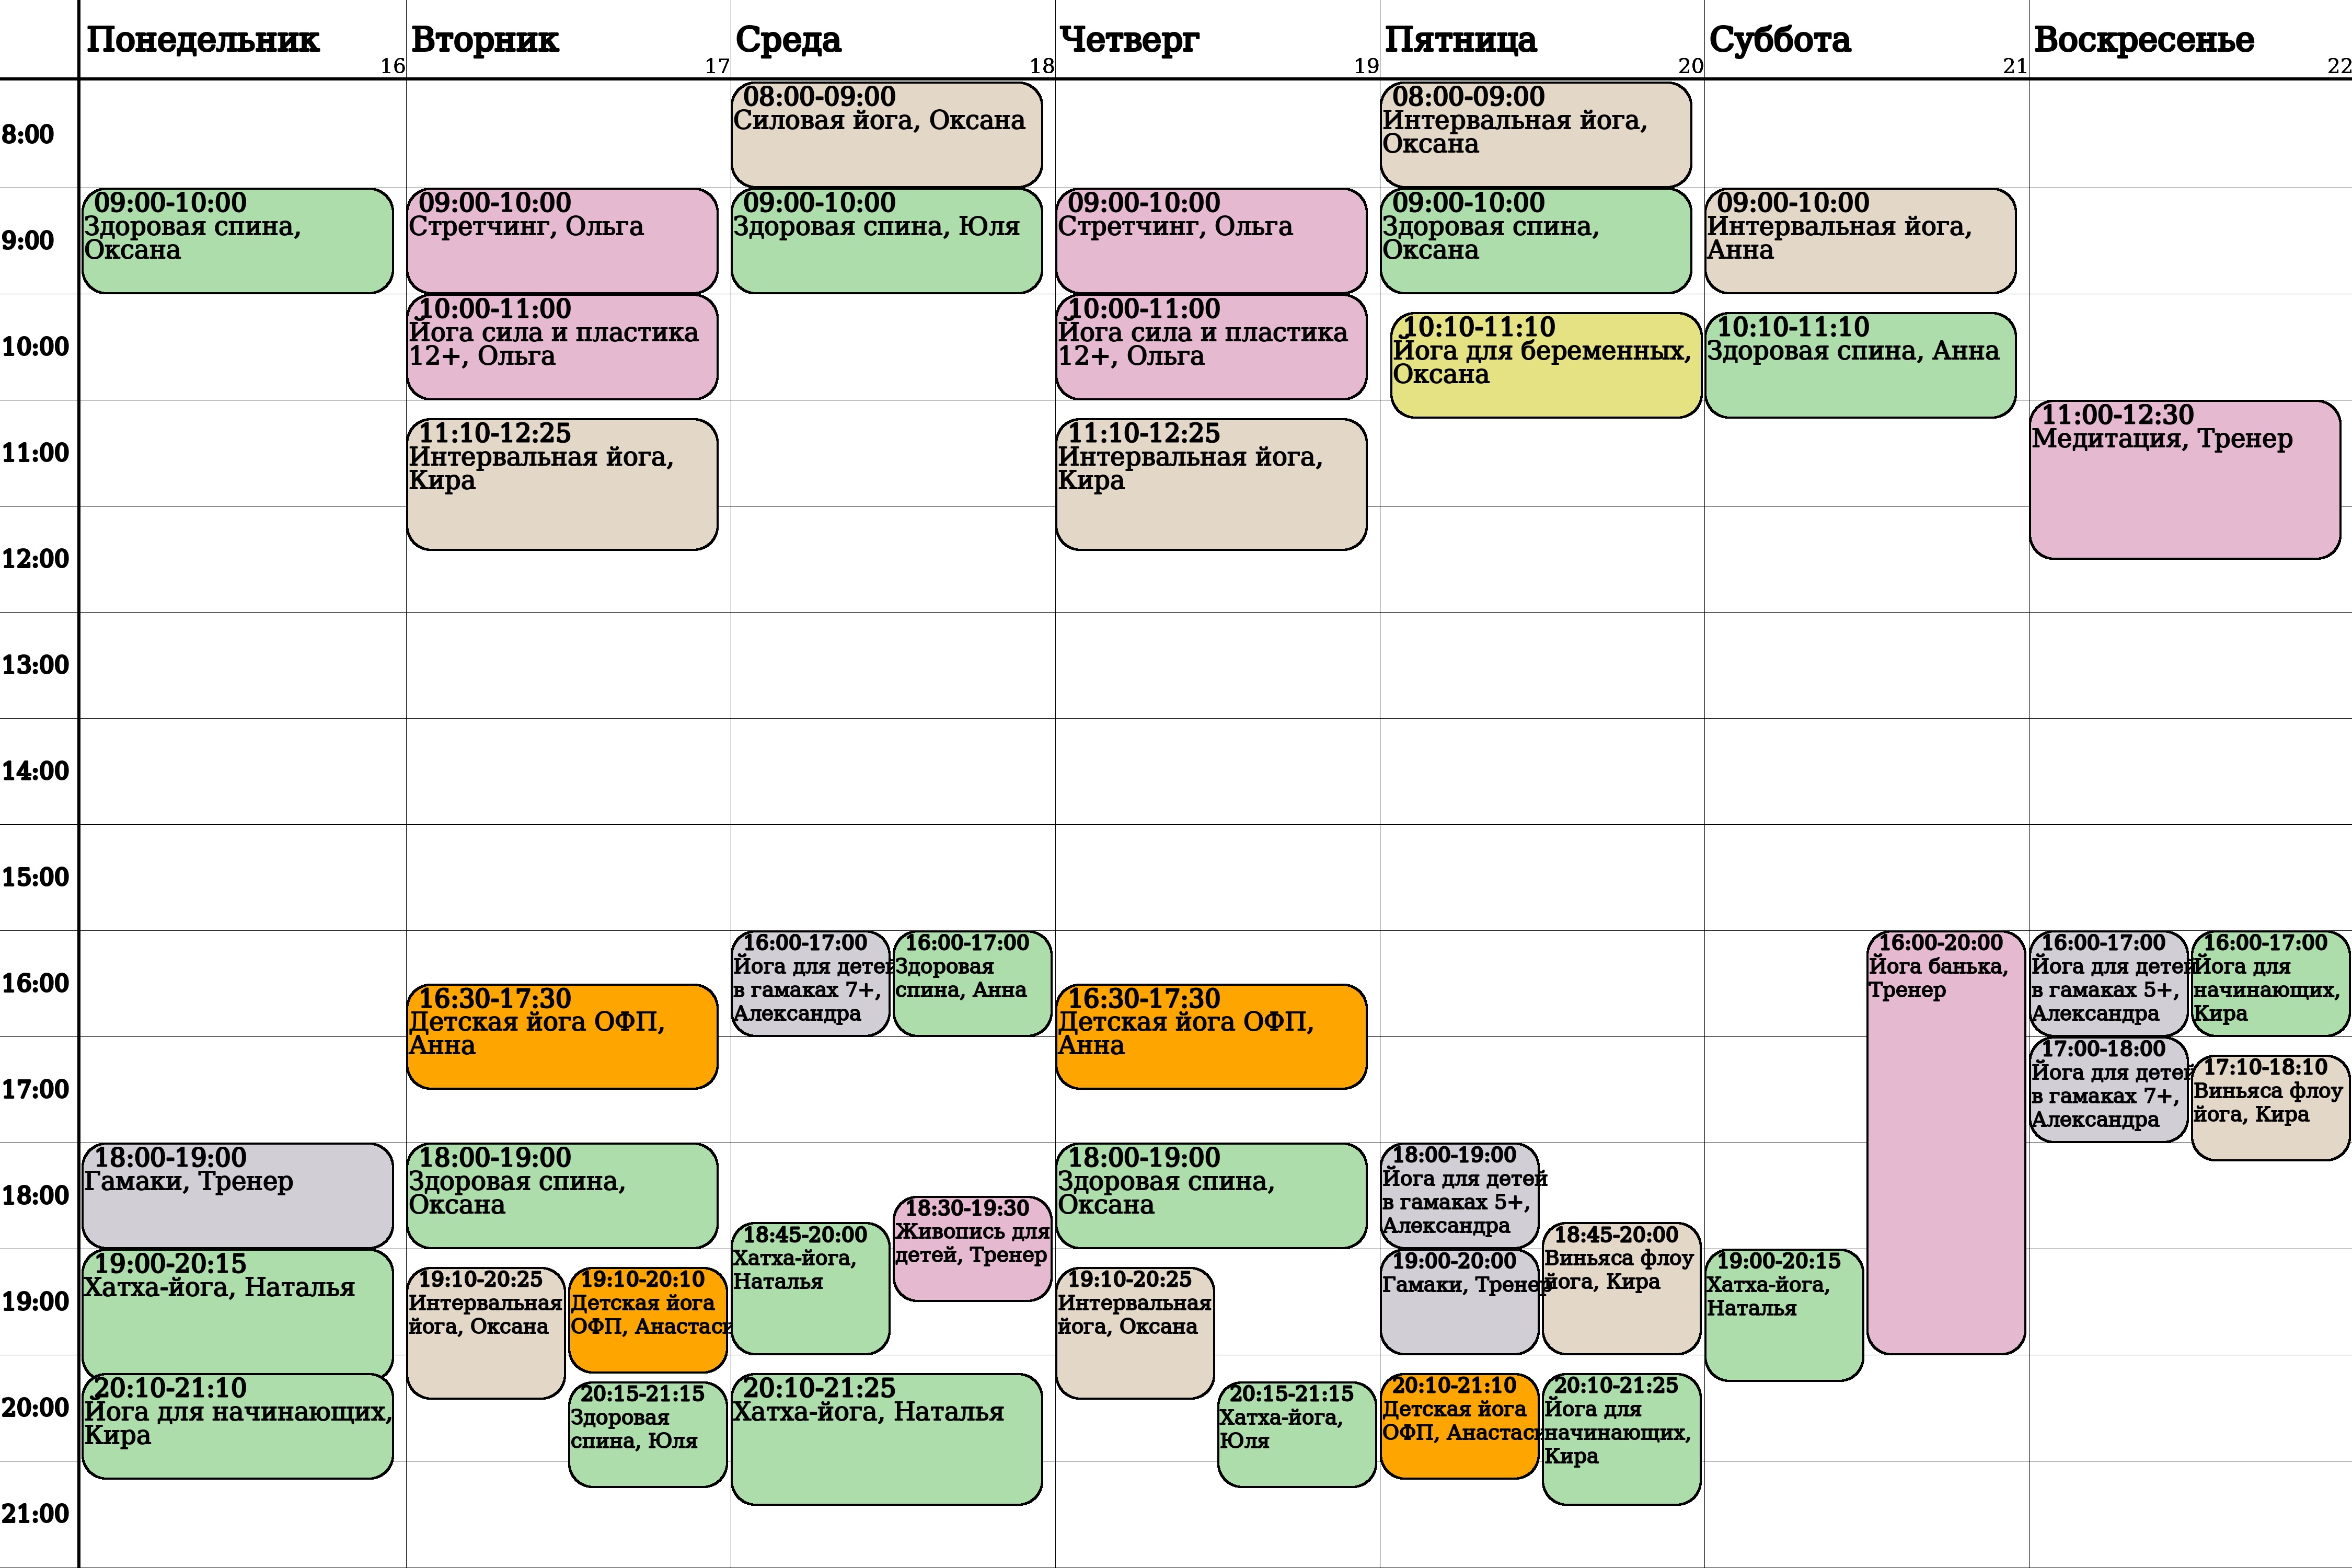 Понедельник
16
Вторник
17
Среда
18
Четверг
19
Пятница
20
Суббота
21
Воскресенье
22
8:00
9:00
10:00
11:00
12:00
13:00
14:00
15:00
16:00
17:00
18:00
19:00
20:00
21:00
09:00-10:00
Здоровая спина,
Оксана
18:00-19:00
Гамаки, Тренер
19:00-20:15
Хатха-йога, Наталья
20:10-21:10
Йога для начинающих,
Кира
09:00-10:00
Стретчинг, Ольга
10:00-11:00
Йога сила и пластика
12+, Ольга
11:10-12:25
Интервальная йога,
Кира
16:30-17:30
Детская йога ОФП,
Анна
18:00-19:00
Здоровая спина,
Оксана
19:10-20:25
Интервальная
йога, Оксана
19:10-20:10
Детская йога
ОФП,
20:15-21:15
Здоровая
спина, Юля
08:00-09:00
Силовая йога, Оксана
09:00-10:00
Здоровая спина, Юля
16:00-17:00
Йога для детей
в гамаках 7+,
Александра
16:00-17:00
Здоровая
спина, Анна
18:45-20:00
Хатха-йога,
Наталья
18:30-19:30
Живопись для
детей, Тренер
20:10-21:25
Хатха-йога, Наталья
09:00-10:00
Стретчинг, Ольга
10:00-11:00
Йога сила и пластика
12+, Ольга
11:10-12:25
Интервальная йога,
Кира
16:30-17:30
Детская йога ОФП,
Анна
18:00-19:00
Здоровая спина,
Оксана
19:10-20:25
Интервальная
йога, Оксана
20:15-21:15
Хатха-йога,
Юля
08:00-09:00
Интервальная йога,
Оксана
09:00-10:00
Здоровая спина,
Оксана
10:10-11:10
Йога для беременных,
Оксана
18:00-19:00
Йога для детей
в гамаках 5+,
Александра
19:00-20:00
Гамаки, Тренер
18:45-20:00
Виньяса флоу
йога, Кира
20:10-21:10
Детская йога
ОФП,
20:10-21:25
Йога для
начинающих,
Кира
09:00-10:00
Интервальная йога,
Анна
10:10-11:10
Здоровая спина, Анна
16:00-20:00
Йога банька,
Тренер
19:00-20:15
Хатха-йога,
Наталья
11:00-12:30
Медитация, Тренер
16:00-17:00
Йога для детей
в гамаках 5+,
Александра
16:00-17:00
Йога для
начинающих,
Кира
17:00-18:00
Йога для детей
в гамаках 7+,
Александра
17:10-18:10
Виньяса флоу
йога, Кира